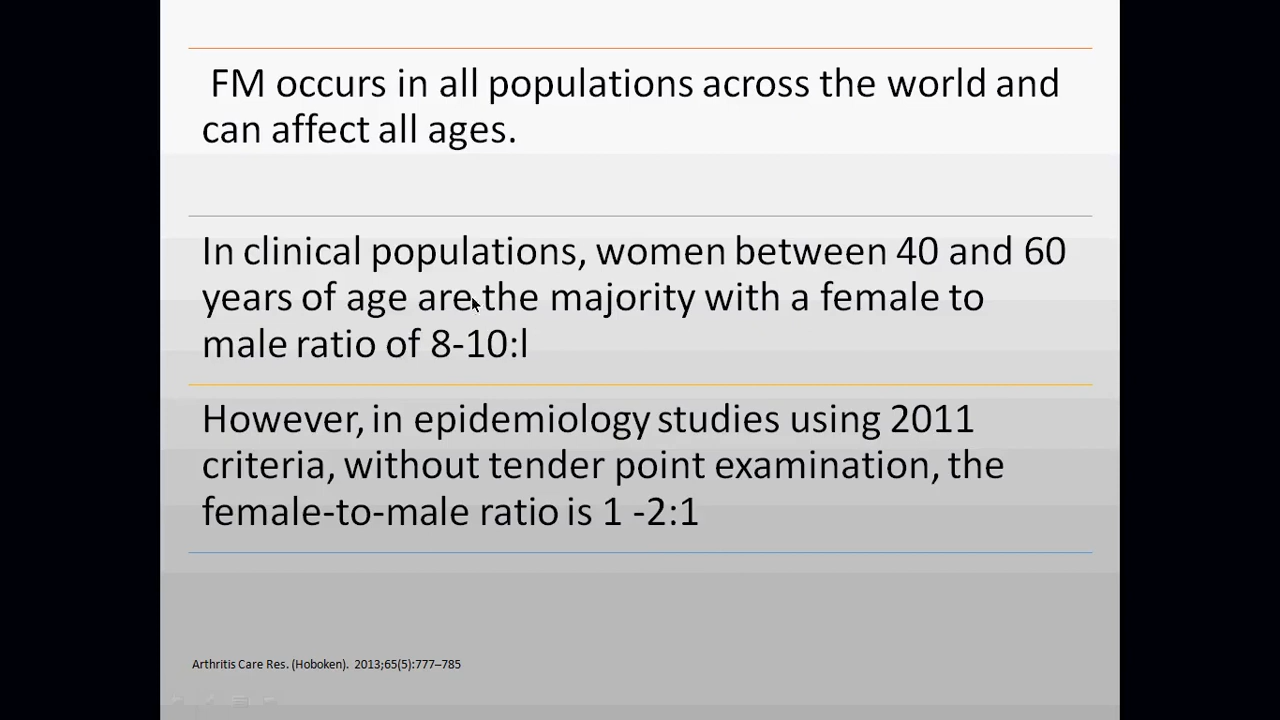 FM occurs in all populations across the world and
can affect all ages.
In clinical populations, women between 40 and 60
years of age are the majority with a female to
male ratio of 8-10:l
However, in epidemiology studies using 2011
criteria, without tender point examination, the
female-to-male ratio is 1 -2:1
Arthritis Care Res. (Hoboken). 2013;65(5):777–785